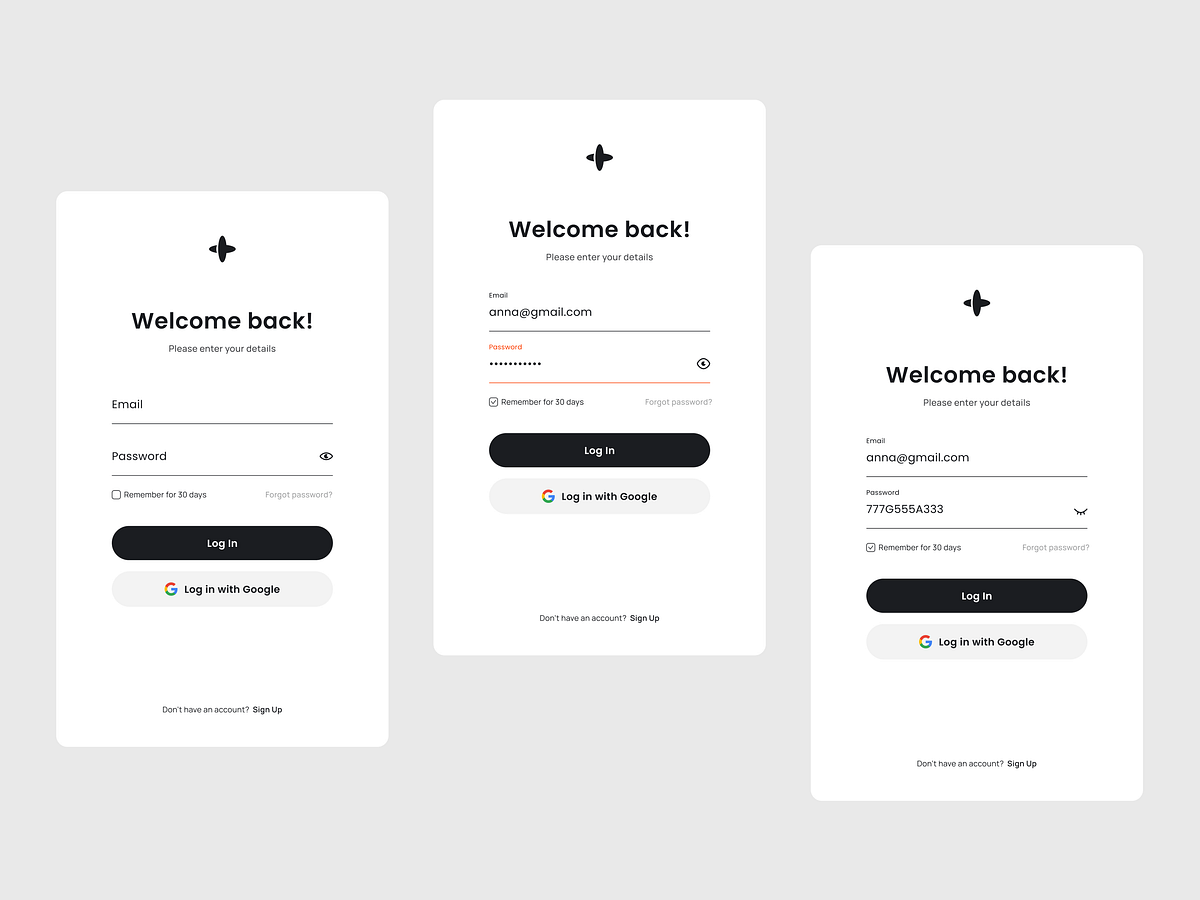 Welcome back!
Please enter your details
Email
Password
Remember for 30 days Forgot password?
Log In
Log in with Google
Don't have an account? Sign Up
Welcome back!
Please enter your details
Email
anna@gmail.com
Password
•••••••••••
Remember for 30 days Forgot password?
Log In
Log in with Google
Don't have an account? Sign Up
Welcome back!
Please enter your details
Email
anna@gmail.com
Password
777G555A333
Remember for 30 days Forgot password?
Log In
Log in with Google
Don't have an account? Sign Up